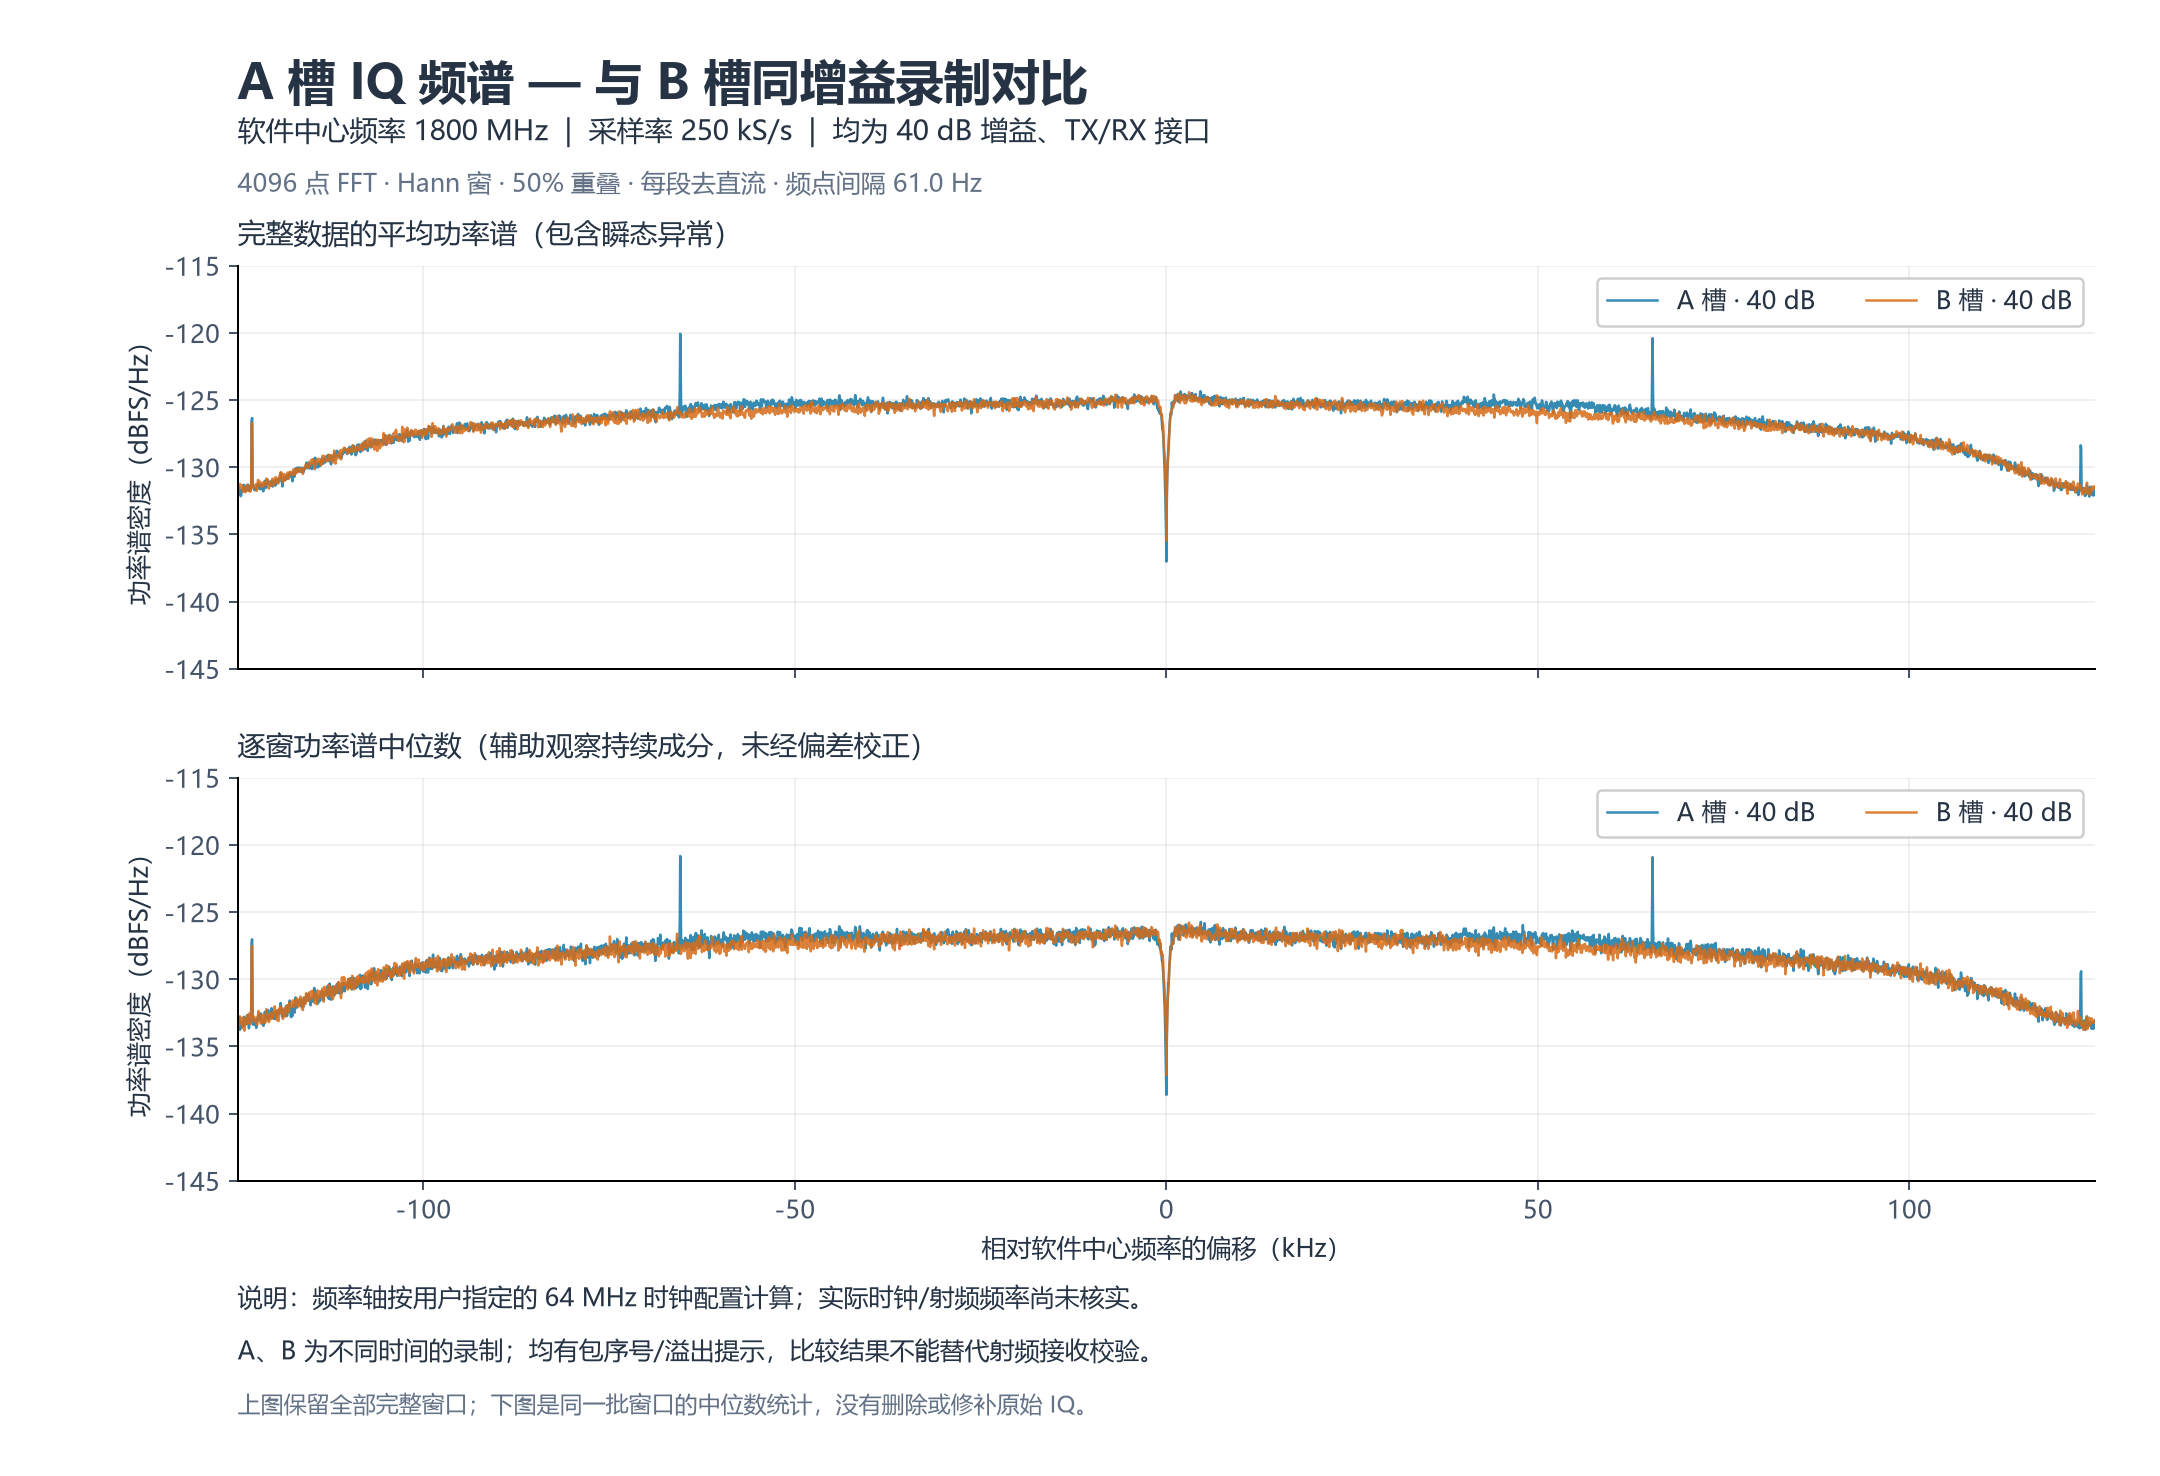 A 槽 IQ 频谱 — 与 B 槽同增益录制对比
软件中心频率 1800 MHz | 采样率 250 kS/s | 均为 40 dB 增益、TX/RX 接口
4096 点 FFT · Hann 窗 · 50% 重叠 · 每段去直流 · 频点间隔 61.0 Hz
完整数据的平均功率谱（包含瞬态异常）
功率谱密度（dBFS/Hz）
-115
-120
-125
-130
-135
-140
-145
A 槽 · 40 dB
B 槽 · 40 dB
逐窗功率谱中位数（辅助观察持续成分，未经偏差校正）
功率谱密度（dBFS/Hz）
-115
-120
-125
-130
-135
-140
-145
A 槽 · 40 dB
B 槽 · 40 dB
-100
-50
0
50
100
相对软件中心频率的偏移（kHz）
说明：频率轴按用户指定的 64 MHz 时钟配置计算；实际时钟/射频频率尚未核实。
A、B 为不同时间的录制；均有包序号/溢出提示，比较结果不能替代射频接收校验。
上图保留全部完整窗口；下图是同一批窗口的中位数统计，没有删除或修补原始 IQ。